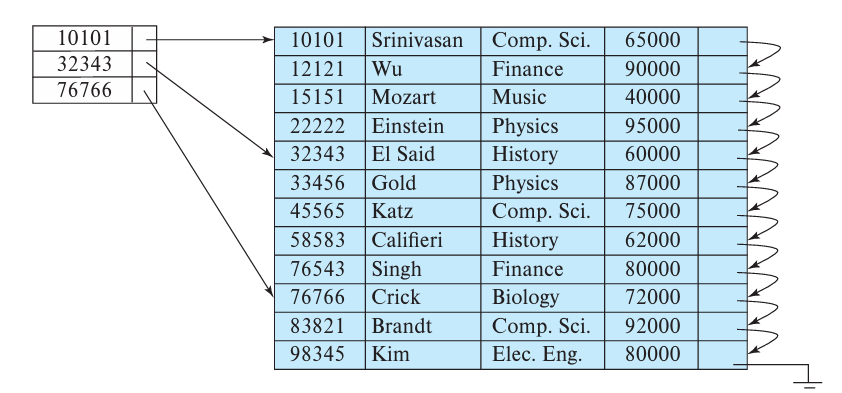 10101
32343
76766
10101 Srinivasan Comp. Sci. 65000
12121 Wu Finance 90000
15151 Mozart Music 40000
22222 Einstein Physics 95000
32343 El Said History 60000
33456 Gold Physics 87000
45565 Katz Comp. Sci. 75000
58583 Califieri History 62000
76543 Singh Finance 80000
76766 Crick Biology 72000
83821 Brandt Comp. Sci. 92000
98345 Kim Elec. Eng. 80000